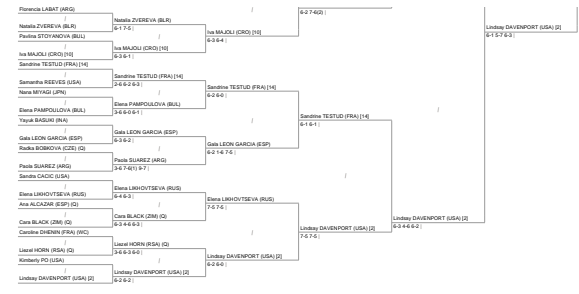 Florencia LABAT (ARG)
Natalia ZVEREVA (BLR)
Natalia ZVEREVA (BLR)
6-1 7-5
Pavlina STOYANOVA (BUL)
Iva MAJOLI (CRO) [10]
6-3 6-4
Iva MAJOLI (CRO) [10]
6-3 6-1
Iva MAJOLI (CRO) [10]
6-2 7-6(2)
Sandrine TESTUD (FRA) [14]
Sandrine TESTUD (FRA) [14]
2-6 6-2 6-3
Samantha REEVES (USA)
Sandrine TESTUD (FRA) [14]
6-2 6-0
Nana MIYAGI (JPN)
Elena PAMPOULOVA (BUL)
3-6 6-0 6-1
Elena PAMPOULOVA (BUL)
Sandrine TESTUD (FRA) [14]
6-1 6-1
Yayuk BASUKI (INA)
Gala LEON GARCIA (ESP)
6-3 6-2
Gala LEON GARCIA (ESP)
Gala LEON GARCIA (ESP)
6-2 1-6 7-5
Radka BOBKOVA (CZE) (Q)
Paola SUAREZ (ARG)
3-6 7-6(1) 9-7
Paola SUAREZ (ARG)
Lindsay DAVENPORT (USA) [2]
6-1 5-7 6-3
Sandra CACIC (USA)
Elena LIKHOVTSEVA (RUS)
6-4 6-3
Elena LIKHOVTSEVA (RUS)
Elena LIKHOVTSEVA (RUS)
7-5 7-5
Ana ALCAZAR (ESP) (Q)
Cara BLACK (ZIM) (Q)
6-3 4-6 6-3
Cara BLACK (ZIM) (Q)
Lindsay DAVENPORT (USA) [2]
6-3 4-6 6-2
Caroline DHENIN (FRA) (WC)
Liezel HORN (RSA) (Q)
3-6 6-3 6-0
Liezel HORN (RSA) (Q)
Lindsay DAVENPORT (USA) [2]
7-5 7-5
Kimberly PO (USA)
Lindsay DAVENPORT (USA) [2]
6-2 6-2
Lindsay DAVENPORT (USA) [2]
Lindsay DAVENPORT (USA) [2]
6-2 6-0